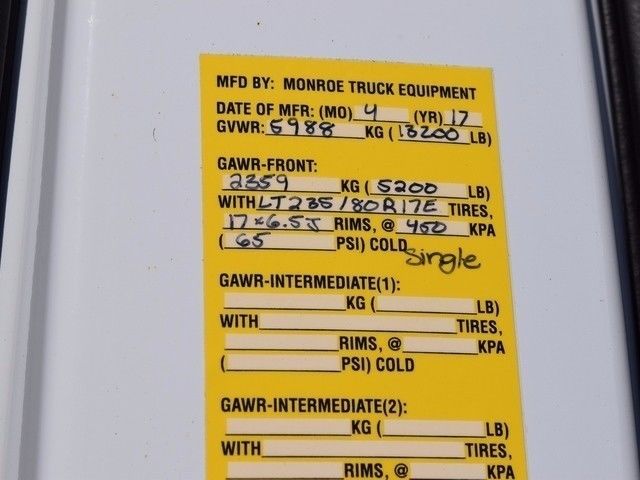 MFD BY: MONROE TRUCK EQUIPMENT
DATE OF MFR: (MO) 4 (YR) 17
GVWR: 5988 KG ( 13200 LB)
GAWR-FRONT:
2359 KG ( 5200 LB)
WITH LT235/80R17E TIRES,
17x6.5J RIMS, @ 450 KPA
( 65 PSI) COLD single
GAWR-INTERMEDIATE(1):
KG ( LB)
WITH TIRES,
RIMS, @ KPA
( PSI) COLD
GAWR-INTERMEDIATE(2):
KG ( LB)
WITH TIRES,
RIMS, @ KPA